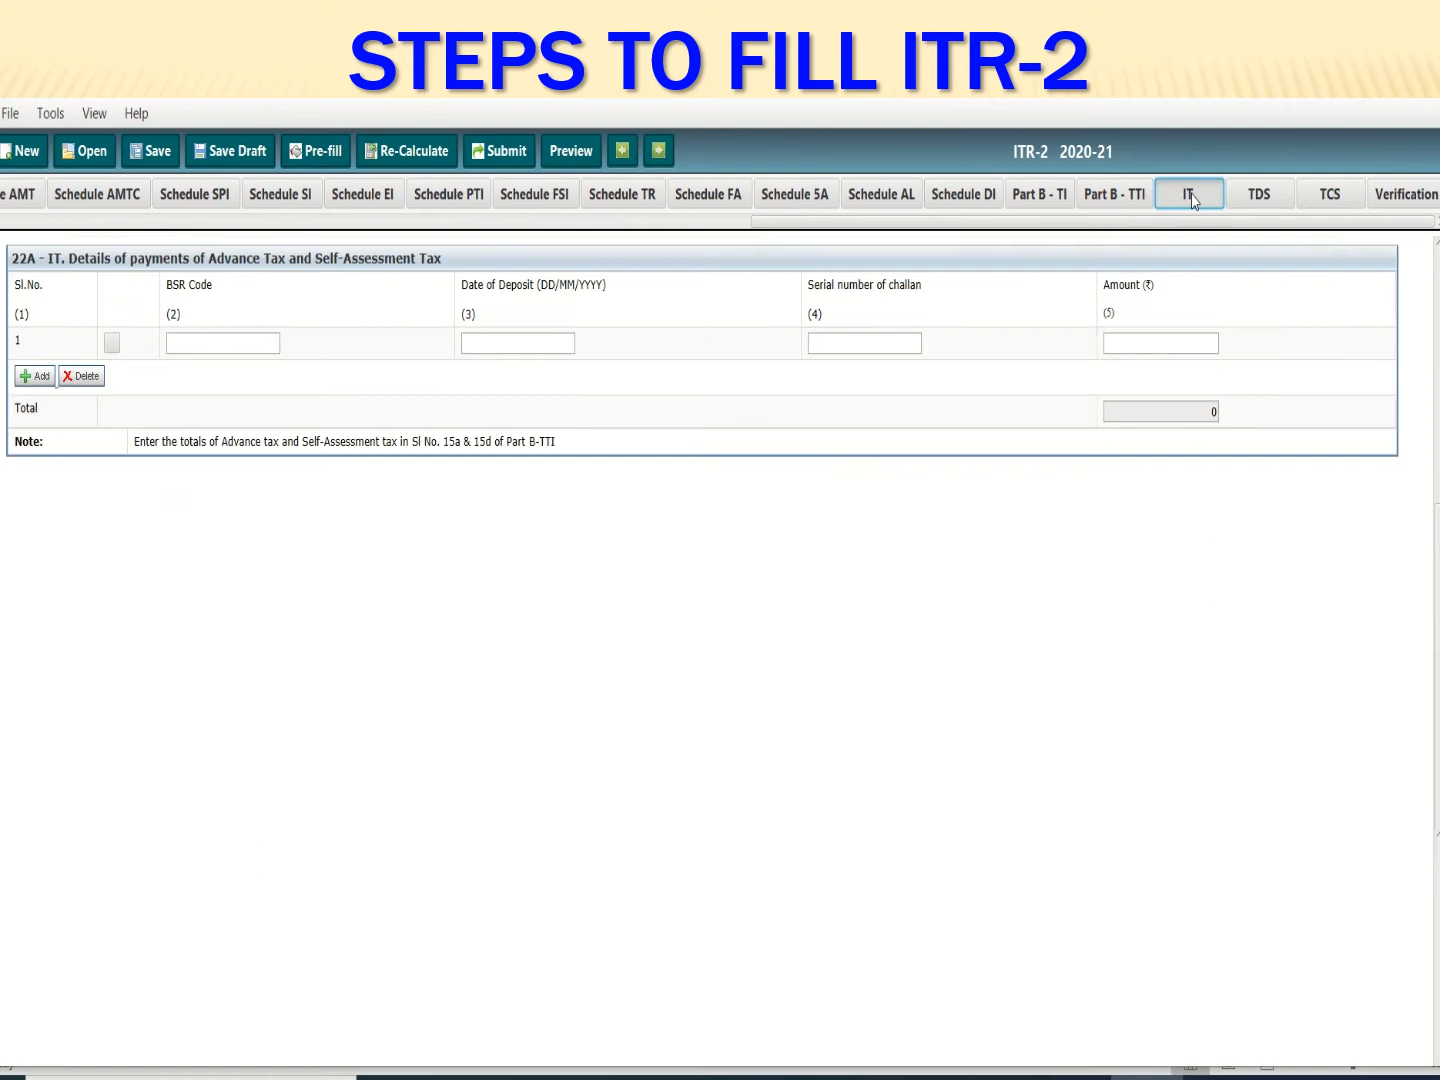 STEPS TO FILL ITR-2
File Tools View Help
New Open Save Save Draft Pre-fill Re-Calculate Submit Preview ITR-2 2020-21
e AMT Schedule AMTC Schedule SPI Schedule SI Schedule EI Schedule PTI Schedule FSI Schedule TR Schedule FA Schedule 5A Schedule AL Schedule DI Part B - TI Part B - TTI IT TDS TCS Verification
22A - IT. Details of payments of Advance Tax and Self-Assessment Tax
Sl.No. BSR Code Date of Deposit (DD/MM/YYYY) Serial number of challan Amount (₹)
(1) (2) (3) (4) (5)
1
Add Delete
Total 0
Note: Enter the totals of Advance tax and Self-Assessment tax in Sl No. 15a & 15d of Part B-TTI